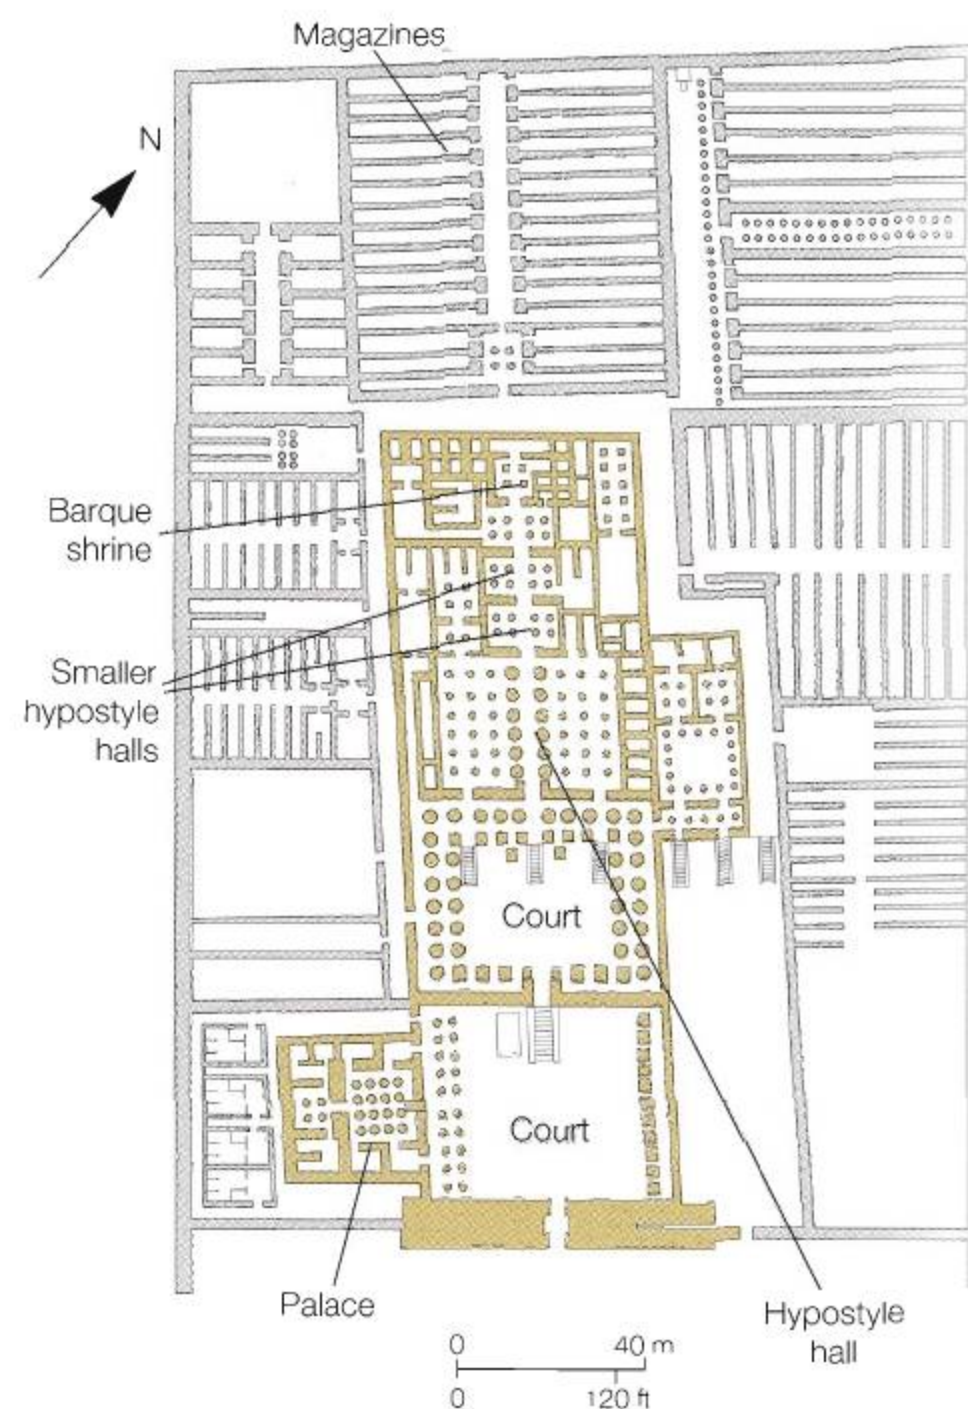 Magazines
N
Barque
shrine
Smaller
hypostyle
halls
Court
Court
Palace
Hypostyle
hall
0 40 m
0 120 ft